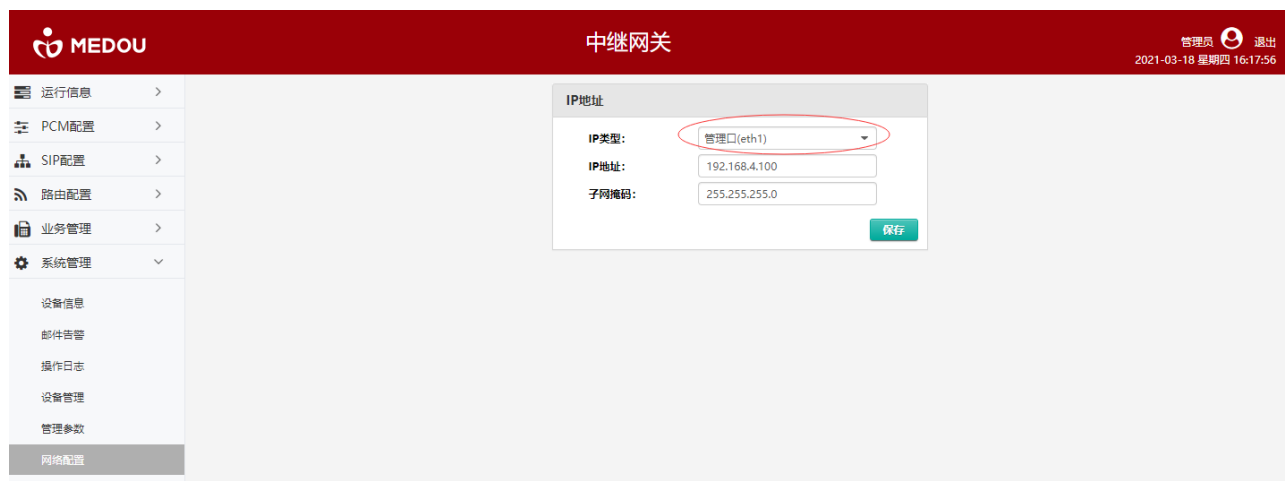 MEDOU
中继网关
管理员 退出
2021-03-18 星期四 16:17:56
运行信息
PCM配置
SIP配置
路由配置
业务管理
系统管理
设备信息
邮件告警
操作日志
设备管理
管理参数
网络配置
IP地址
IP类型: 管理口(eth1)
IP地址: 192.168.4.100
子网掩码: 255.255.255.0
保存